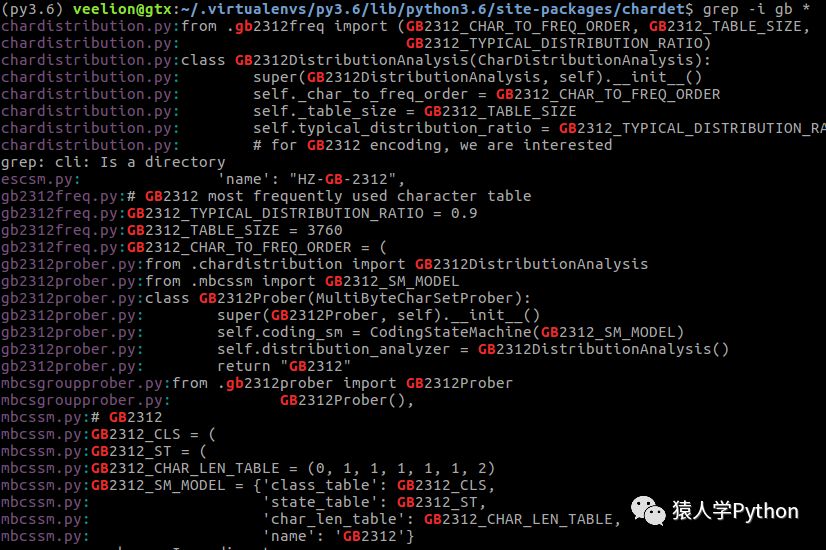 (py3.6) veelion@gtx:~/.virtualenvs/py3.6/lib/python3.6/site-packages/chardet$ grep -i gb *
chardistribution.py:from .gb2312freq import (GB2312_CHAR_TO_FREQ_ORDER, GB2312_TABLE_SIZE,
chardistribution.py:                         GB2312_TYPICAL_DISTRIBUTION_RATIO)
chardistribution.py:class GB2312DistributionAnalysis(CharDistributionAnalysis):
chardistribution.py:        super(GB2312DistributionAnalysis, self).__init__()
chardistribution.py:        self._char_to_freq_order = GB2312_CHAR_TO_FREQ_ORDER
chardistribution.py:        self._table_size = GB2312_TABLE_SIZE
chardistribution.py:        self.typical_distribution_ratio = GB2312_TYPICAL_DISTRIBUTION_RA
chardistribution.py:        # for GB2312 encoding, we are interested
grep: cli: Is a directory
escsm.py:                'name': "HZ-GB-2312",
gb2312freq.py:# GB2312 most frequently used character table
gb2312freq.py:GB2312_TYPICAL_DISTRIBUTION_RATIO = 0.9
gb2312freq.py:GB2312_TABLE_SIZE = 3760
gb2312freq.py:GB2312_CHAR_TO_FREQ_ORDER = (
gb2312prober.py:from .chardistribution import GB2312DistributionAnalysis
gb2312prober.py:from .mbcssm import GB2312_SM_MODEL
gb2312prober.py:class GB2312Prober(MultiByteCharSetProber):
gb2312prober.py:        super(GB2312Prober, self).__init__()
gb2312prober.py:        self.coding_sm = CodingStateMachine(GB2312_SM_MODEL)
gb2312prober.py:        self.distribution_analyzer = GB2312DistributionAnalysis()
gb2312prober.py:        return "GB2312"
mbcsgroupprober.py:from .gb2312prober import GB2312Prober
mbcsgroupprober.py:            GB2312Prober(),
mbcssm.py:# GB2312
mbcssm.py:GB2312_CLS = (
mbcssm.py:GB2312_ST = (
mbcssm.py:GB2312_CHAR_LEN_TABLE = (0, 1, 1, 1, 1, 1, 2)
mbcssm.py:GB2312_SM_MODEL = {'class_table': GB2312_CLS,
mbcssm.py:                   'state_table': GB2312_ST,
mbcssm.py:                   'char_len_table': GB2312_CHAR_LEN_TABLE,
mbcssm.py:                   'name': 'GB2312'}
猿人学Python